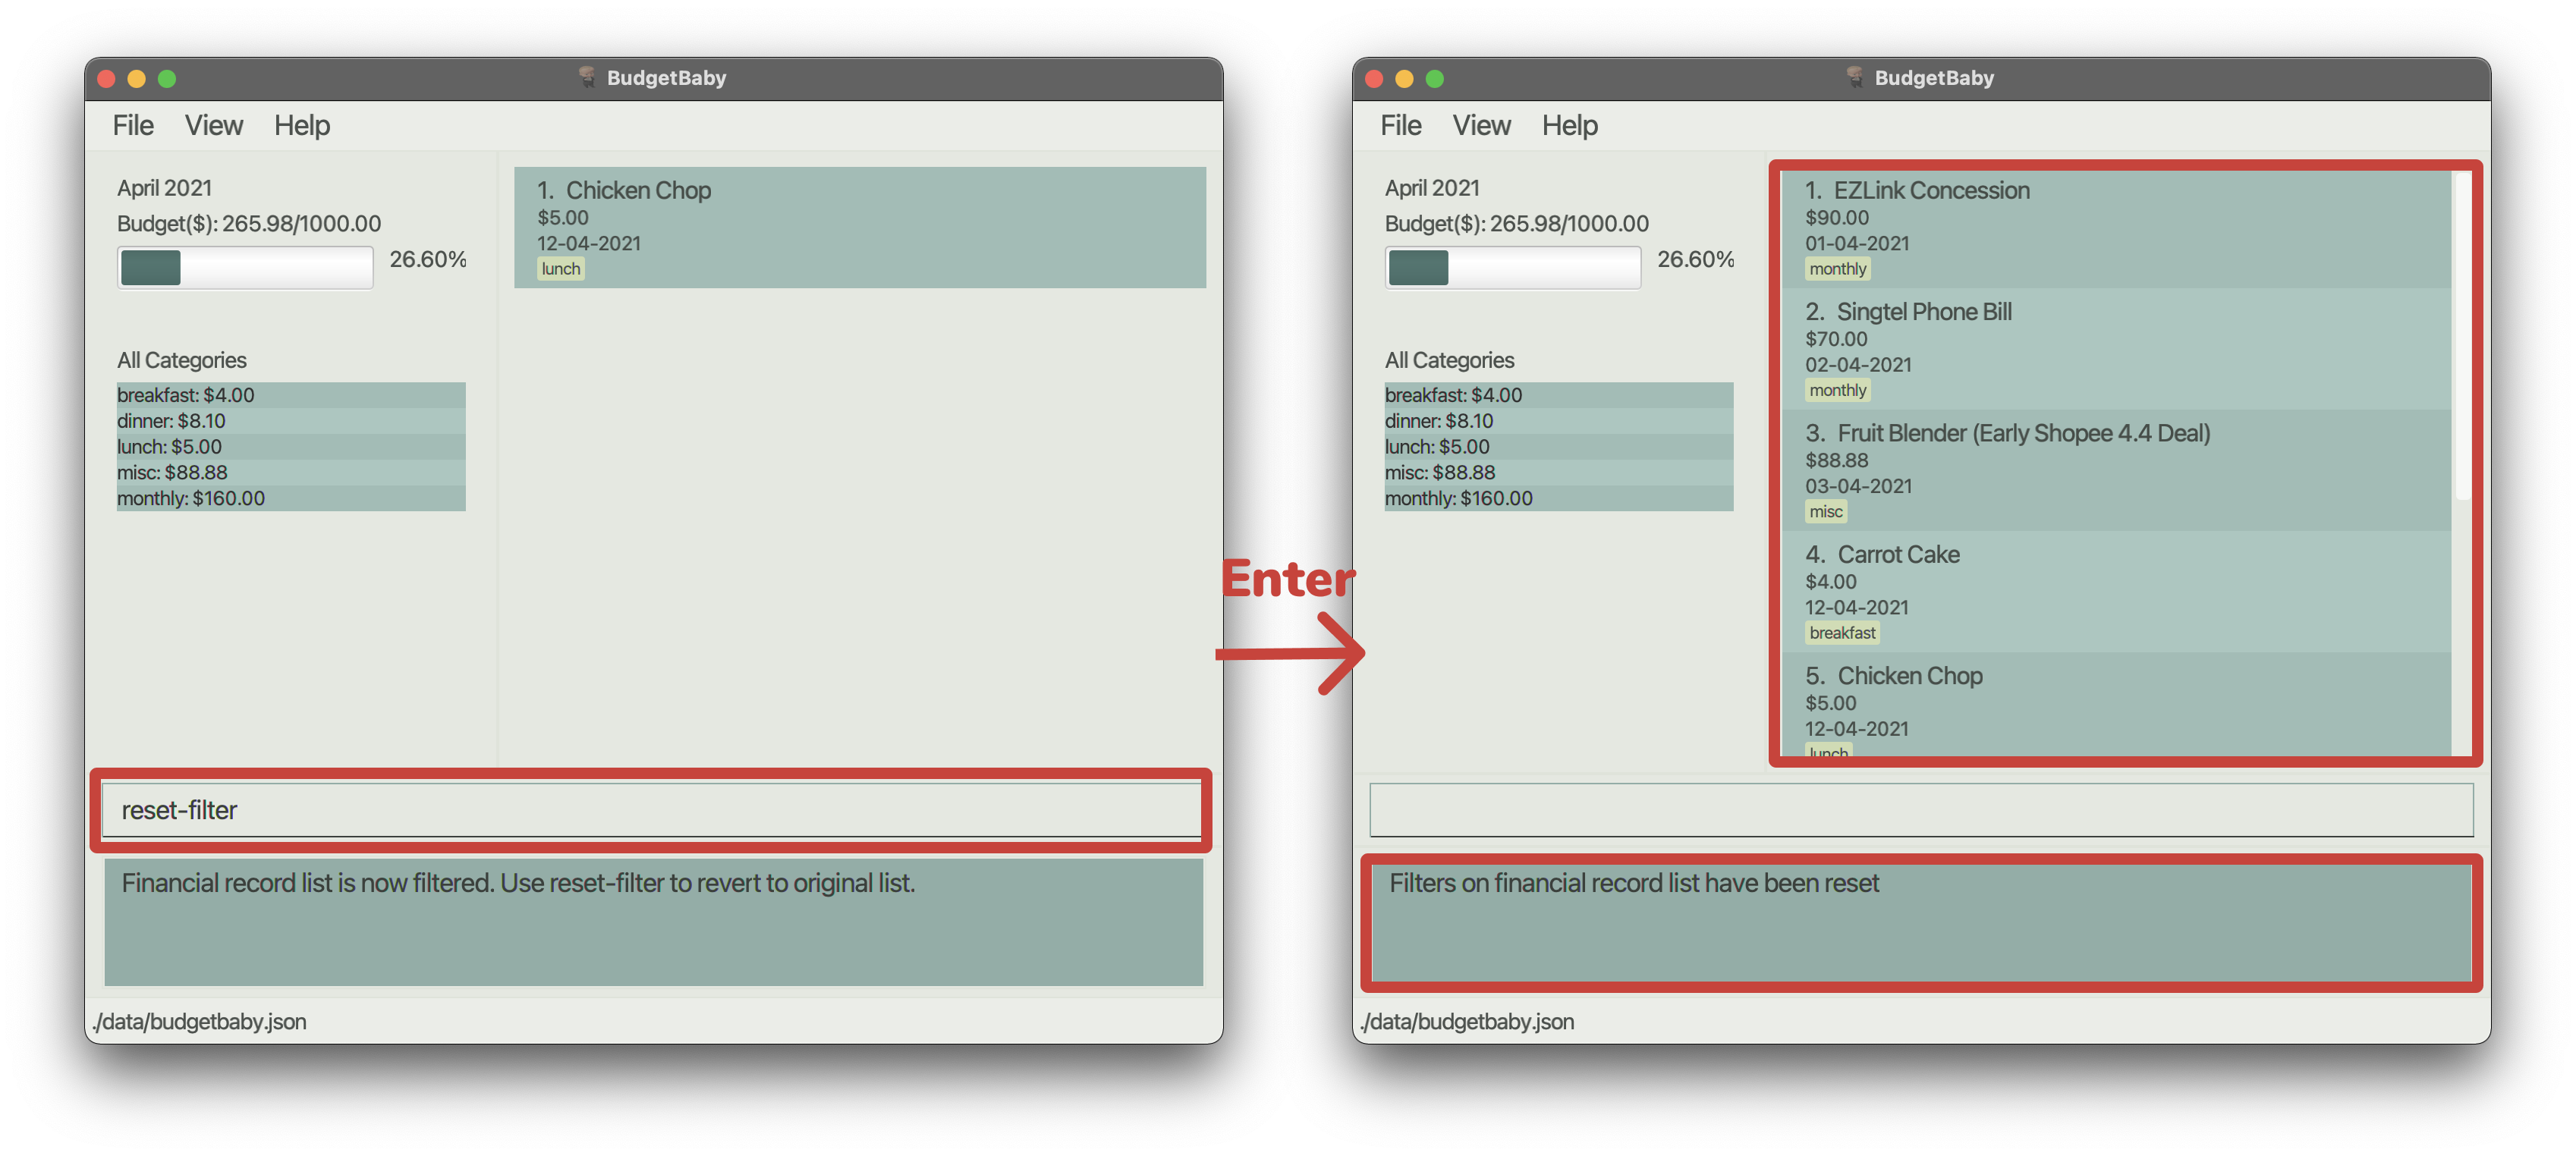 BudgetBaby
File View Help
April 2021
Budget($): 265.98/1000.00
26.60%
All Categories
breakfast: $4.00
dinner: $8.10
lunch: $5.00
misc: $88.88
monthly: $160.00
1. Chicken Chop
$5.00
12-04-2021
lunch
reset-filter
Financial record list is now filtered. Use reset-filter to revert to original list.
./data/budgetbaby.json
Enter
BudgetBaby
File View Help
April 2021
Budget($): 265.98/1000.00
26.60%
All Categories
breakfast: $4.00
dinner: $8.10
lunch: $5.00
misc: $88.88
monthly: $160.00
1. EZLink Concession
$90.00
01-04-2021
monthly
2. Singtel Phone Bill
$70.00
02-04-2021
monthly
3. Fruit Blender (Early Shopee 4.4 Deal)
$88.88
03-04-2021
misc
4. Carrot Cake
$4.00
12-04-2021
breakfast
5. Chicken Chop
$5.00
12-04-2021
lunch
Filters on financial record list have been reset
./data/budgetbaby.json